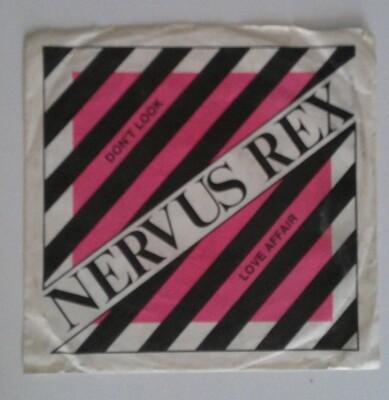 DON'T LOOK
NERVUS REX
LOVE AFFAIR